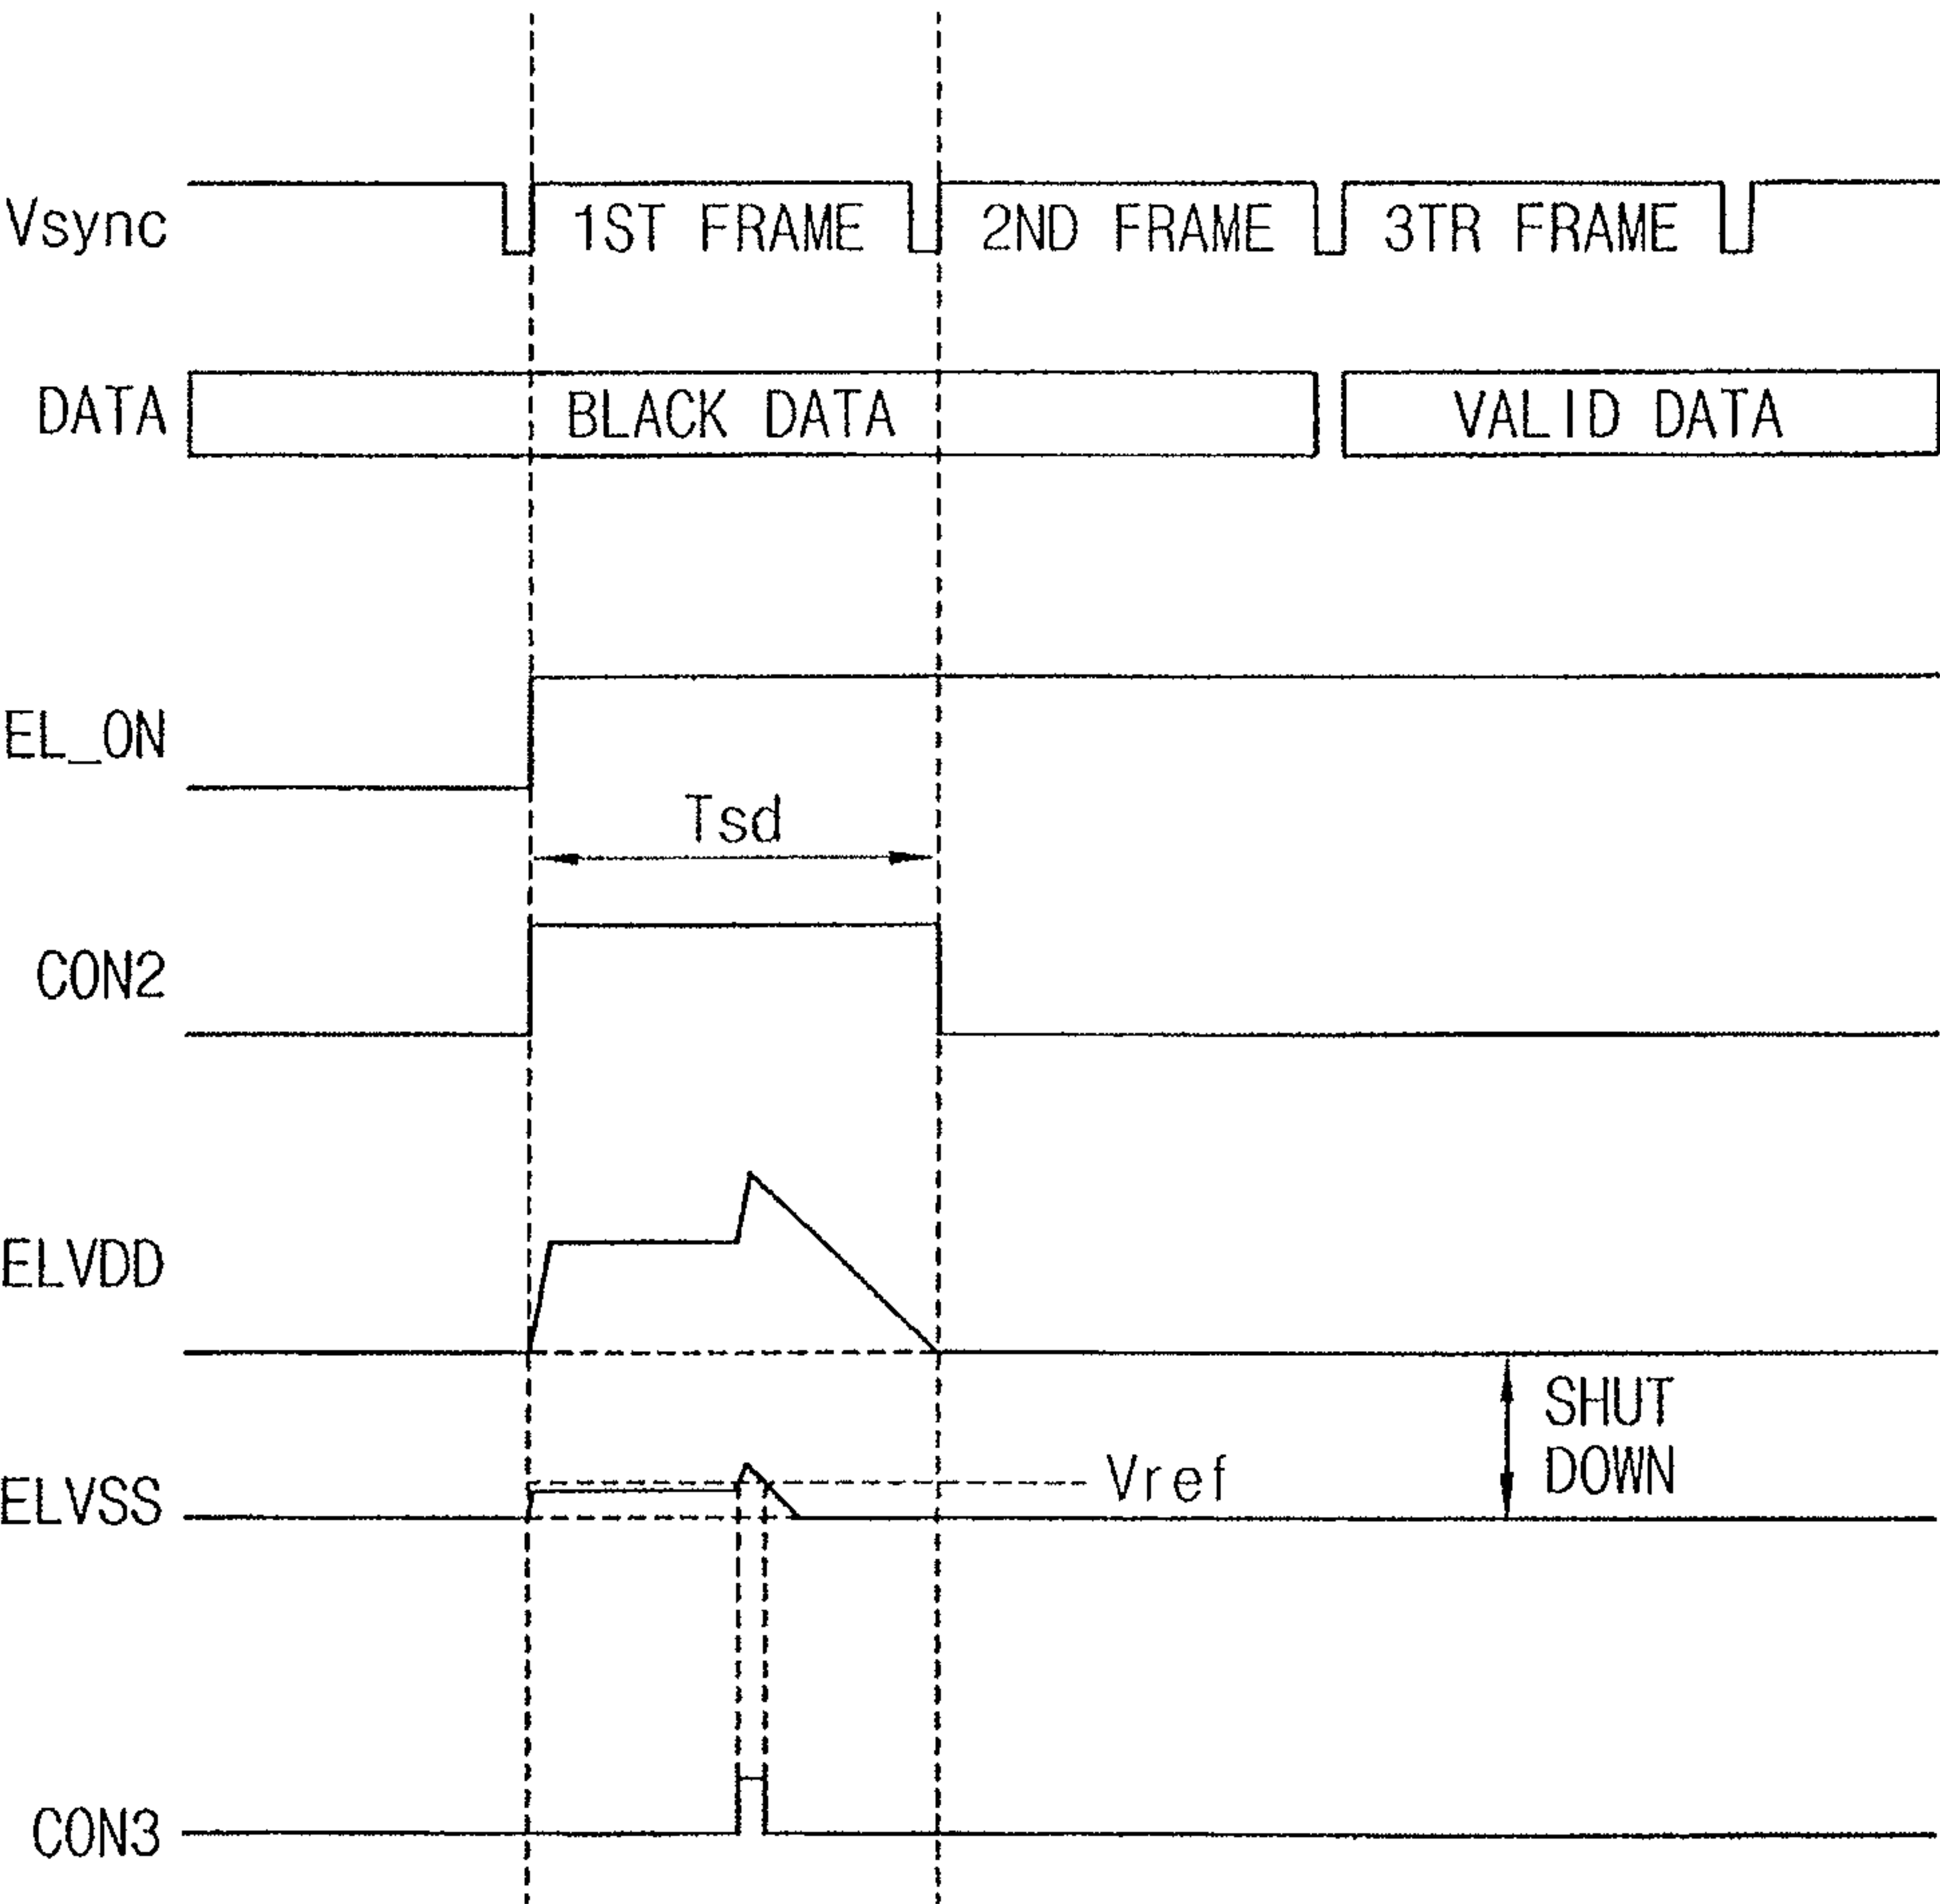 Vsync 1ST FRAME 2ND FRAME 3TR FRAME
DATA BLACK DATA VALID DATA
EL_ON
Tsd
CON2
ELVDD
SHUT
DOWN
ELVSS Vref
CON3